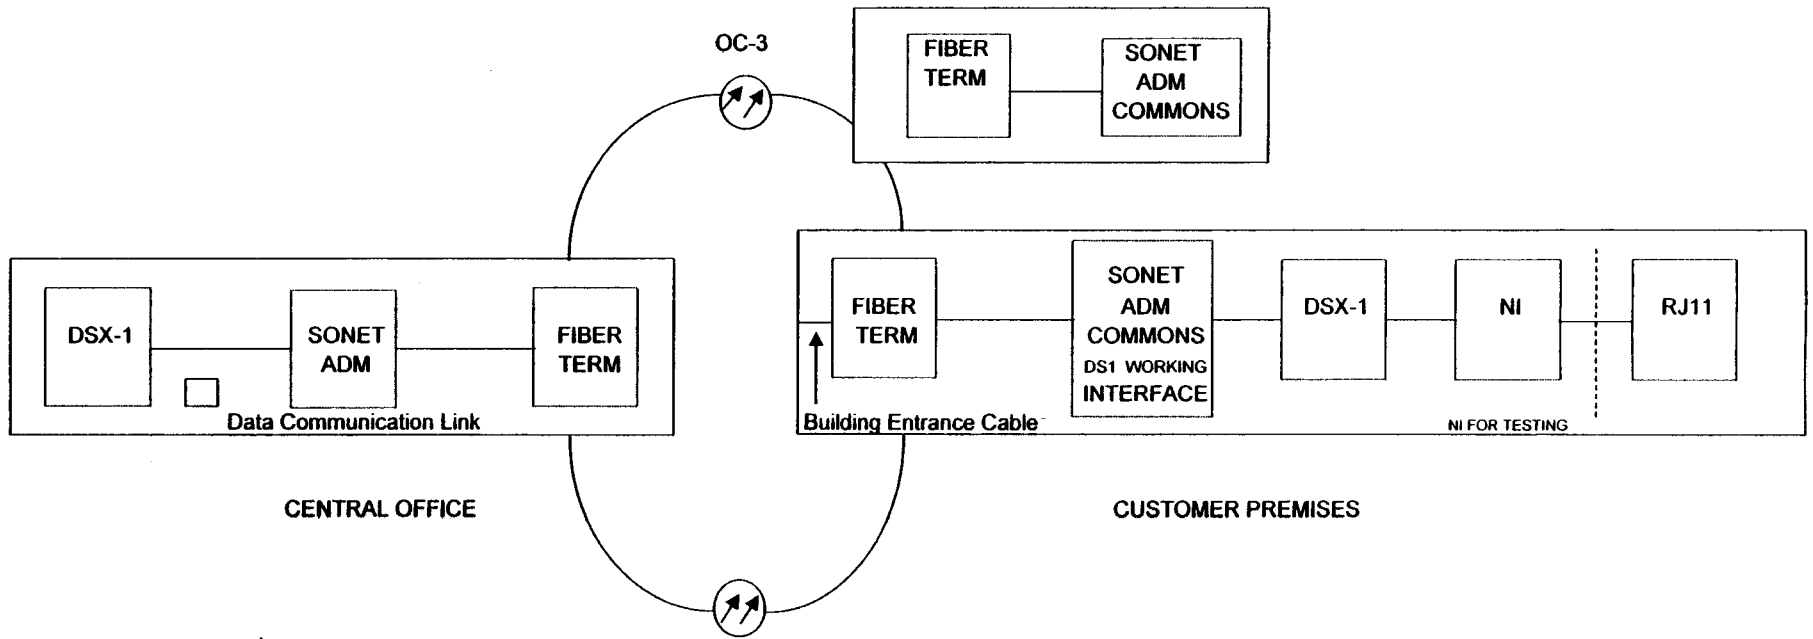 OC-3
FIBER
TERM
SONET
ADM
COMMONS
DSX-1
SONET
ADM
FIBER
TERM
Data Communication Link
FIBER
TERM
Building Entrance Cable
SONET
ADM
COMMONS
DS1 WORKING
INTERFACE
DSX-1
NI
NI FOR TESTING
RJ11
CENTRAL OFFICE
CUSTOMER PREMISES